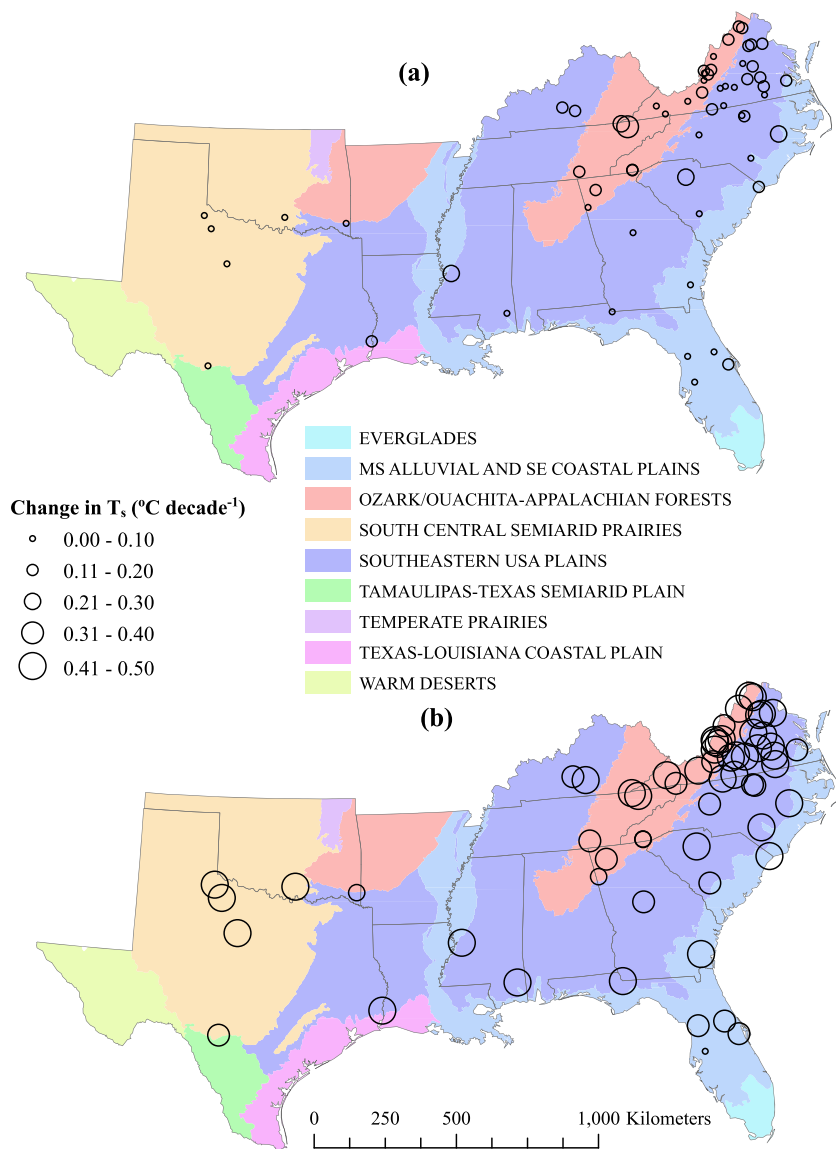 (a)
EVERGLADES
MS ALLUVIAL AND SE COASTAL PLAINS
OZARK/OUACHITA-APPALACHIAN FORESTS
SOUTH CENTRAL SEMIARID PRAIRIES
SOUTHEASTERN USA PLAINS
TAMAULIPAS-TEXAS SEMIARID PLAIN
TEMPERATE PRAIRIES
TEXAS-LOUISIANA COASTAL PLAIN
WARM DESERTS
Change in Ts (ºC decade-1)
0.00 - 0.10
0.11 - 0.20
0.21 - 0.30
0.31 - 0.40
0.41 - 0.50
(b)
0 250 500 1,000 Kilometers